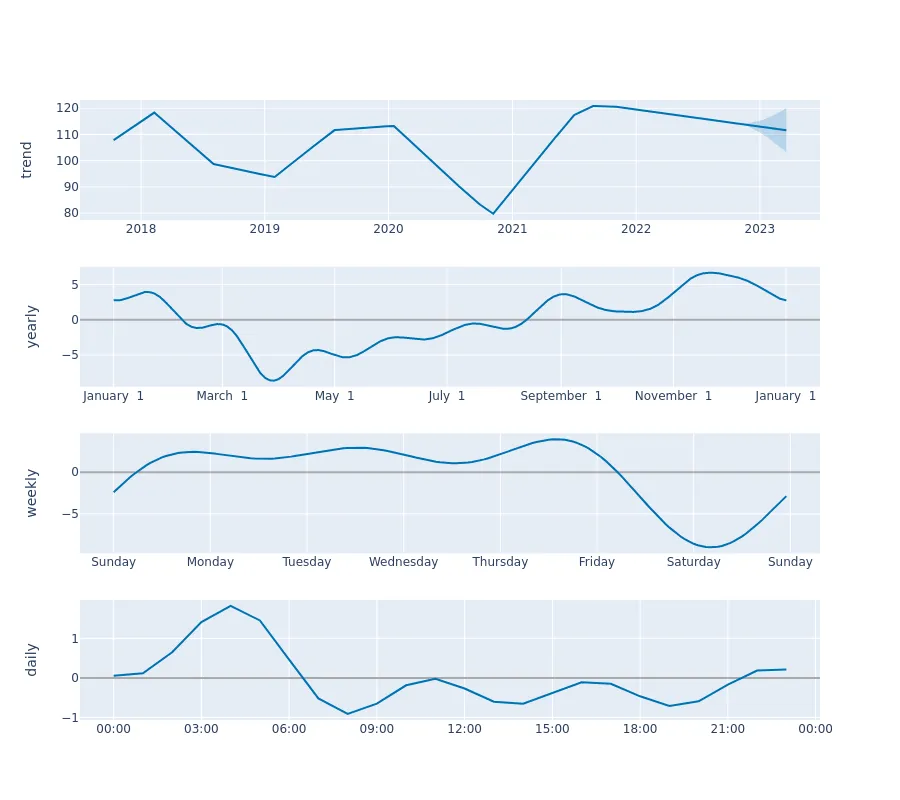 trend
120
110
100
90
80
2018 2019 2020 2021 2022 2023
yearly
5
0
−5
January 1 March 1 May 1 July 1 September 1 November 1 January 1
weekly
0
−5
Sunday Monday Tuesday Wednesday Thursday Friday Saturday Sunday
daily
1
0
−1
00:00 03:00 06:00 09:00 12:00 15:00 18:00 21:00 00:00